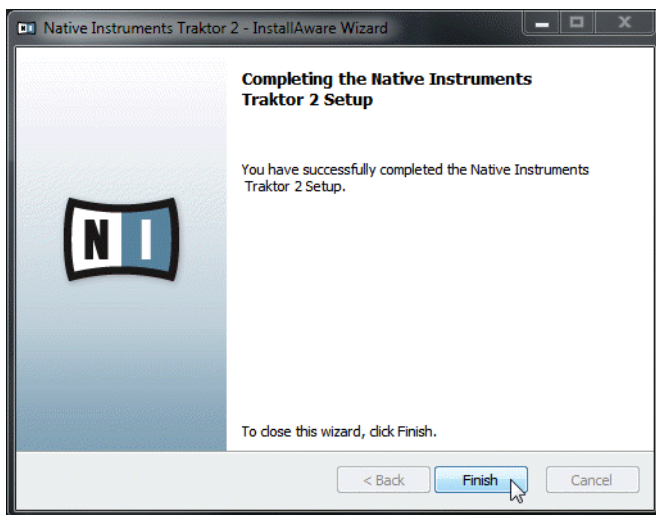 Native Instruments Traktor 2 - InstallAware Wizard
Completing the Native Instruments
Traktor 2 Setup
You have successfully completed the Native Instruments
Traktor 2 Setup.
N I
To close this wizard, click Finish.
< Back Finish Cancel